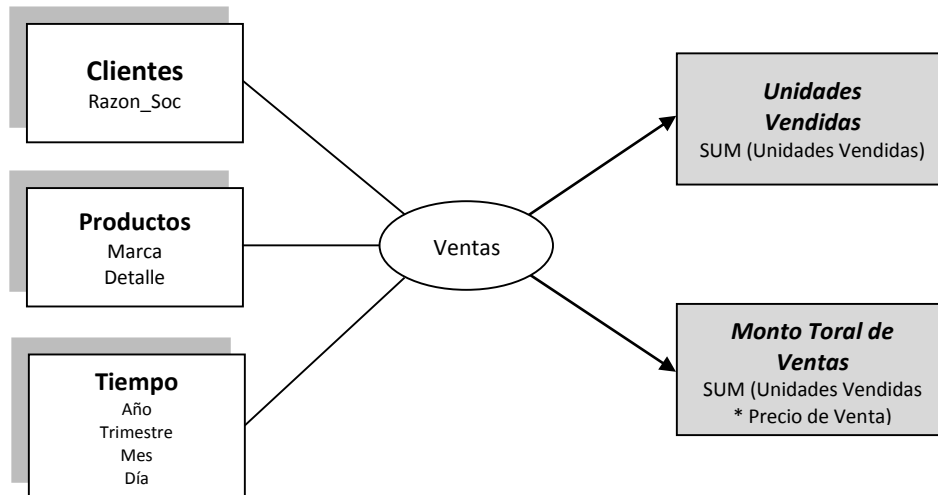 Clientes
Razon_Soc
Productos
Marca
Detalle
Tiempo
Año
Trimestre
Mes
Día
Ventas
Unidades
Vendidas
SUM (Unidades Vendidas)
Monto Toral de
Ventas
SUM (Unidades Vendidas
* Precio de Venta)